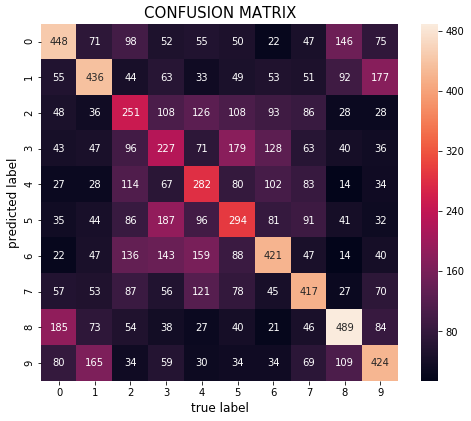 CONFUSION MATRIX
0 448 71 98 52 55 50 22 47 146 75
1 55 436 44 63 33 49 53 51 92 177
2 48 36 251 108 126 108 93 86 28 28
3 43 47 96 227 71 179 128 63 40 36
4 27 28 114 67 282 80 102 83 14 34
5 35 44 86 187 96 294 81 91 41 32
6 22 47 136 143 159 88 421 47 14 40
7 57 53 87 56 121 78 45 417 27 70
8 185 73 54 38 27 40 21 46 489 84
9 80 165 34 59 30 34 34 69 109 424
0 1 2 3 4 5 6 7 8 9
predicted label
true label
480
400
320
240
160
80